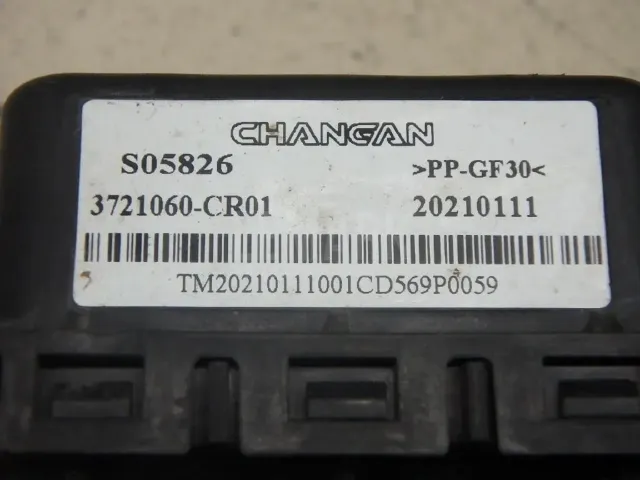 CHANGAN
S05826 >PP-GF30<
3721060-CR01 20210111
TM20210111001CD569P0059